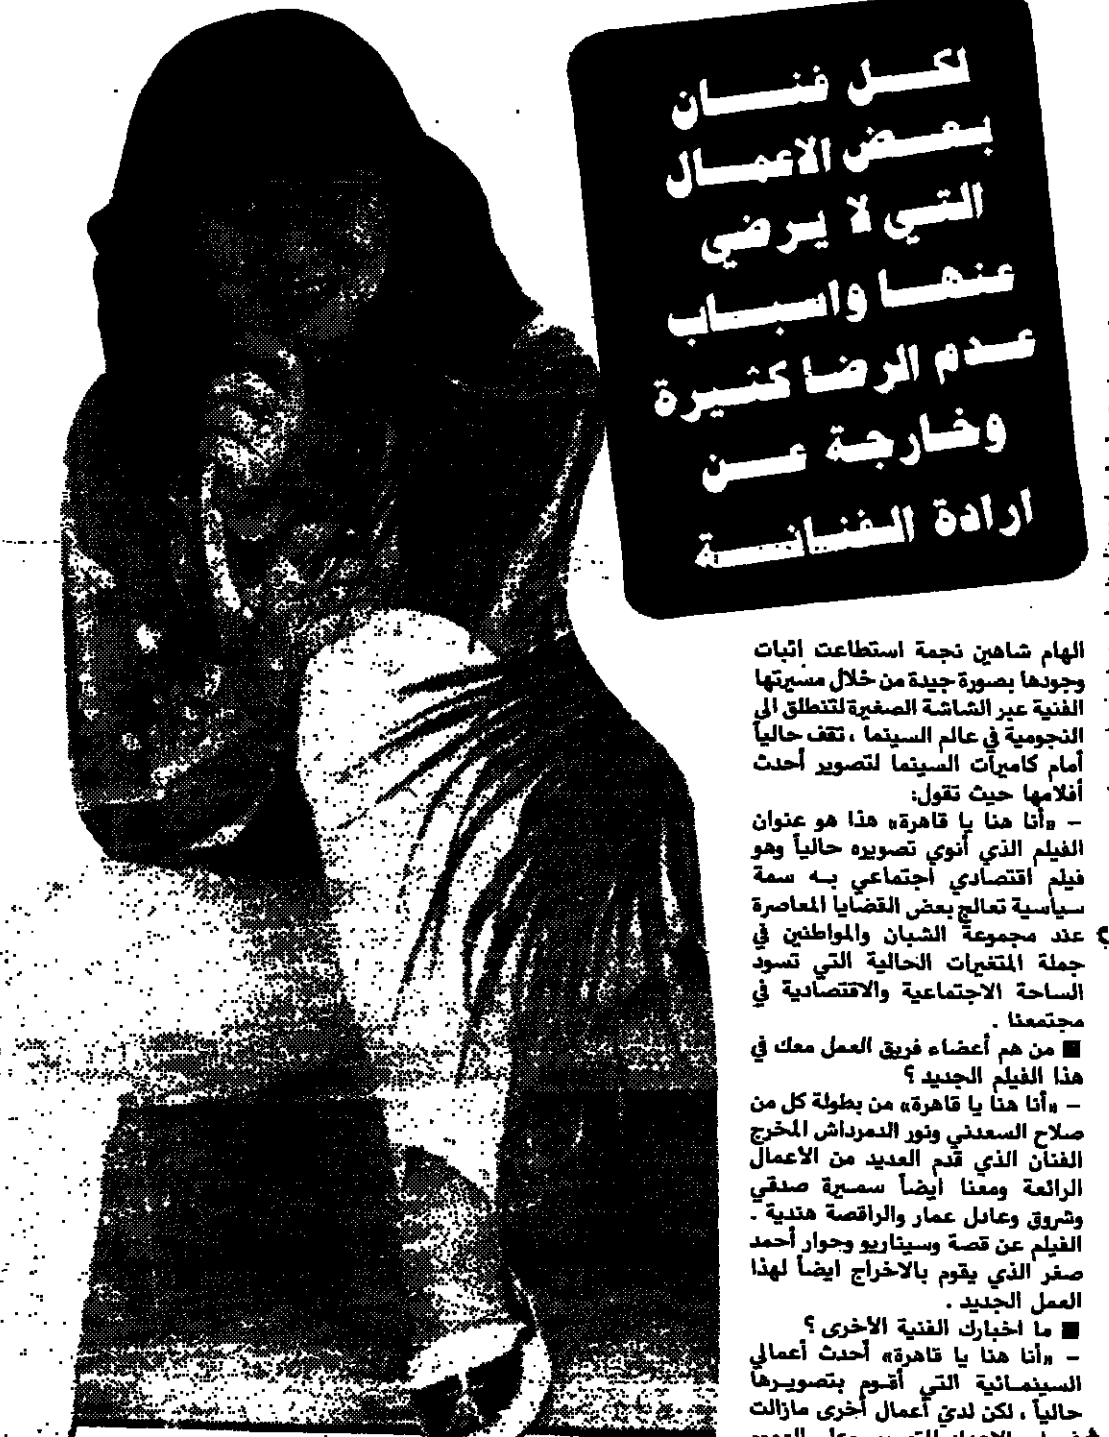 لكل فنان
بعض الاعمال
التي لا يرضي
عنها واسباب
عدم الرضا كثيرة
وخارجة عن
ارادة الفنانة
الهام شاهين نجمة استطاعت اثبات
وجودها بصورة جيدة من خلال مسيرتها
الفنية عبر الشاشة الصغيرة لتنطلق الى
النجومية في عالم السينما ، تقف حالياً
أمام كاميرات السينما لتصوير أحدث
أفلامها حيث تقول:
– «أنا هنا يا قاهرة» هذا هو عنوان
الفيلم الذي أنوي تصويره حالياً وهو
فيلم اقتصادي اجتماعي به سمة
سياسية تعالج بعض القضايا المعاصرة
عند مجموعة الشبان والمواطنين في
جملة المتغيرات الحالية التي تسود
الساحة الاجتماعية والاقتصادية في
مجتمعنا .
■ من هم أعضاء فريق العمل معك في
هذا الفيلم الجديد ؟
– «أنا هنا يا قاهرة» من بطولة كل من
صلاح السعدني ونور الدمرداش المخرج
الفنان الذي قدم العديد من الأعمال
الرائعة ومعنا ايضاً سميرة صدقي
وشروق وعادل عمار والراقصة هندية .
الفيلم عن قصة وسيناريو وحوار أحمد
صقر الذي يقوم بالاخراج ايضاً لهذا
العمل الجديد .
■ ما اخبارك الفنية الأخرى ؟
– «أنا هنا يا قاهرة» أحدث أعمالي
السينمائية التي أقوم بتصويرها
حالياً ، لكن لدي أعمال أخرى مازالت